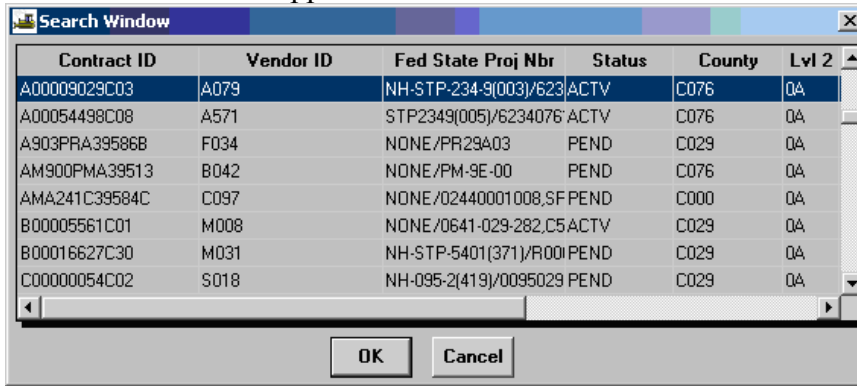 Search Window
Contract ID Vendor ID Fed State Proj Nbr Status County Lvl 2
A00009029C03 A079 NH-STP-234-9(003)/623 ACTV C076 0A
A00054498C08 A571 STP2349(005)/6234076 ACTV C076 0A
A903PRA39586B F034 NONE/PR29A03 PEND C029 0A
AM900PMA39513 B042 NONE/PM-9E-00 PEND C076 0A
AMA241C39584C C097 NONE/02440001008,SF PEND C000 0A
B00005561C01 M008 NONE/0641-029-282,C5 ACTV C029 0A
B00016627C30 M031 NH-STP-5401(371)/R00 PEND C029 0A
C00000054C02 S018 NH-095-2(419)/0095029 PEND C029 0A
OK Cancel